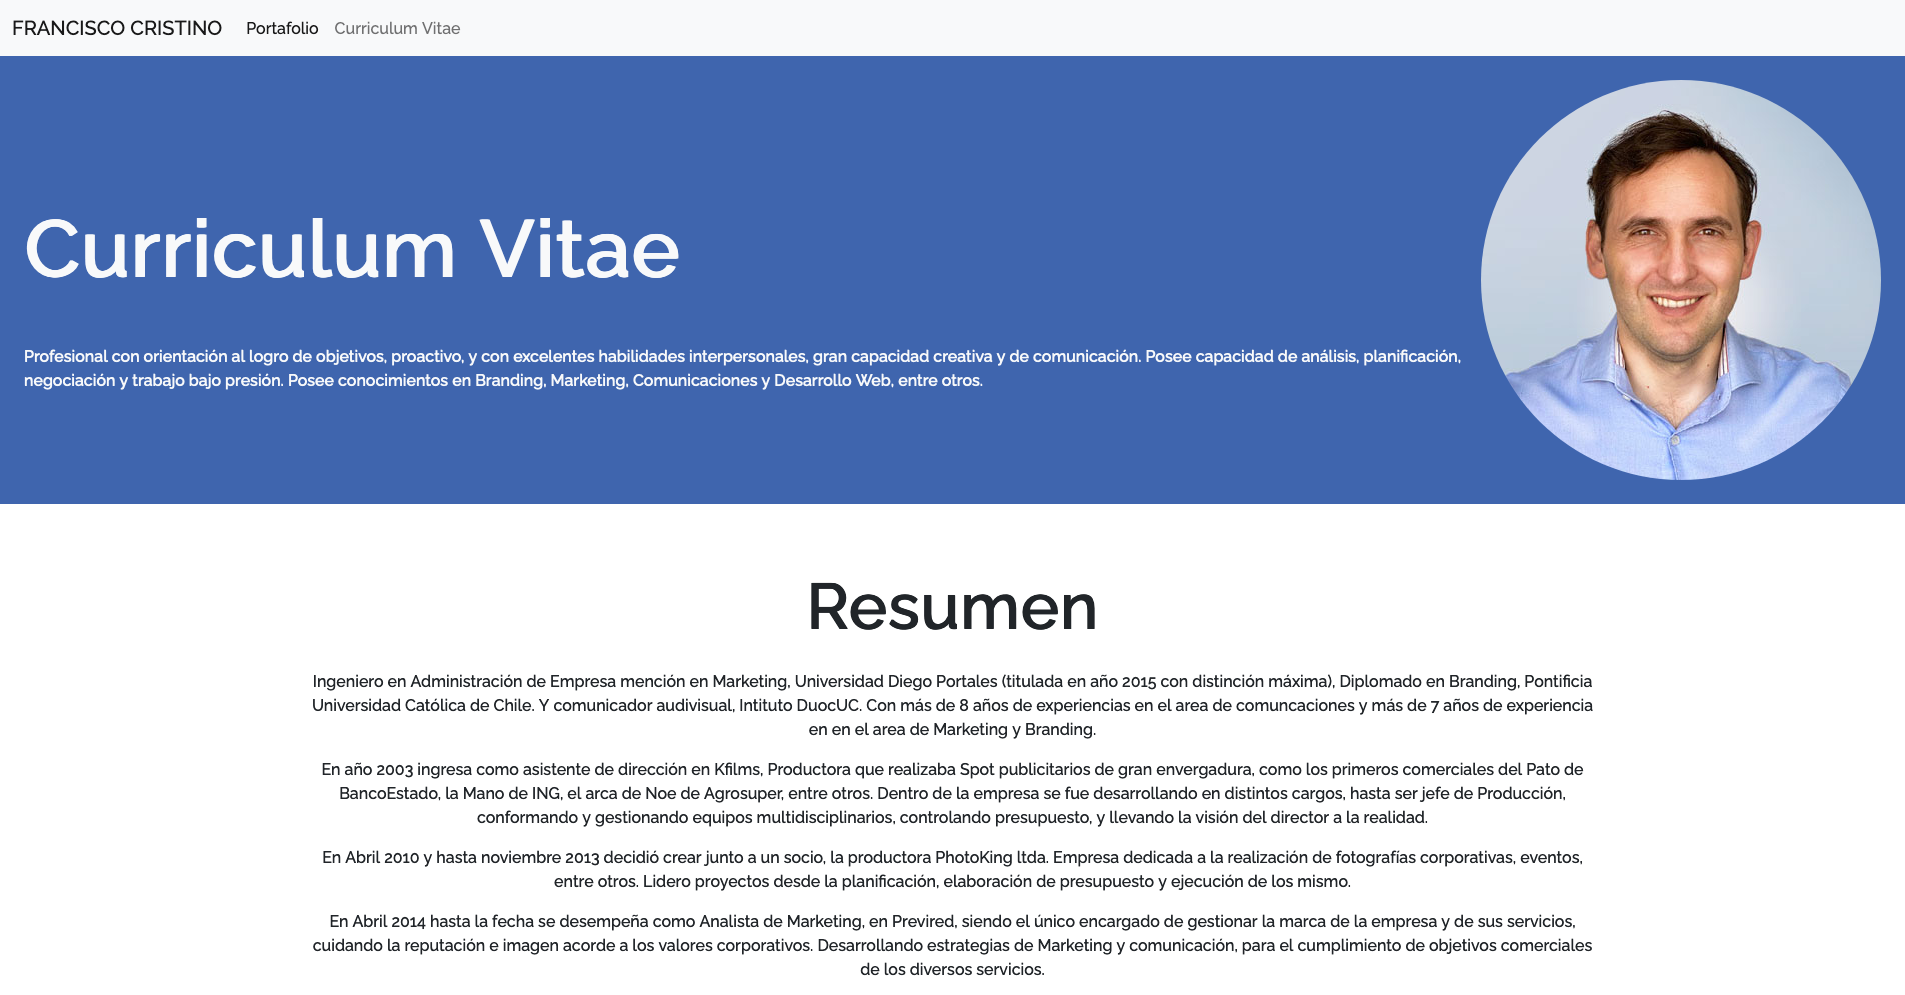 FRANCISCO CRISTINO Portafolio Curriculum Vitae
Curriculum Vitae
Profesional con orientación al logro de objetivos, proactivo, y con excelentes habilidades interpersonales, gran capacidad creativa y de comunicación. Posee capacidad de análisis, planificación,
negociación y trabajo bajo presión. Posee conocimientos en Branding, Marketing, Comunicaciones y Desarrollo Web, entre otros.
Resumen
Ingeniero en Administración de Empresa mención en Marketing, Universidad Diego Portales (titulada en año 2015 con distinción máxima), Diplomado en Branding, Pontificia
Universidad Católica de Chile. Y comunicador audivisual, Intituto DuocUC. Con más de 8 años de experiencias en el area de comuncaciones y más de 7 años de experiencia
en en el area de Marketing y Branding.
En año 2003 ingresa como asistente de dirección en Kfilms, Productora que realizaba Spot publicitarios de gran envergadura, como los primeros comerciales del Pato de
BancoEstado, la Mano de ING, el arca de Noe de Agrosuper, entre otros. Dentro de la empresa se fue desarrollando en distintos cargos, hasta ser jefe de Producción,
conformando y gestionando equipos multidisciplinarios, controlando presupuesto, y llevando la visión del director a la realidad.
En Abril 2010 y hasta noviembre 2013 decidió crear junto a un socio, la productora PhotoKing ltda. Empresa dedicada a la realización de fotografías corporativas, eventos,
entre otros. Lidero proyectos desde la planificación, elaboración de presupuesto y ejecución de los mismo.
En Abril 2014 hasta la fecha se desempeña como Analista de Marketing, en Previred, siendo el único encargado de gestionar la marca de la empresa y de sus servicios,
cuidando la reputación e imagen acorde a los valores corporativos. Desarrollando estrategias de Marketing y comunicación, para el cumplimiento de objetivos comerciales
de los diversos servicios.